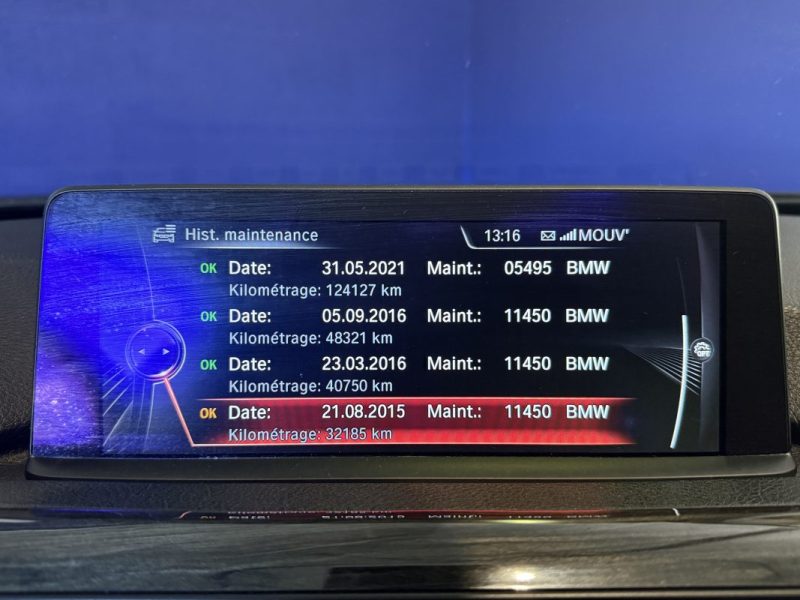 Hist. maintenance 13:16 MOUV'
OK Date: 31.05.2021 Maint.: 05495 BMW
Kilométrage: 124127 km
OK Date: 05.09.2016 Maint.: 11450 BMW
Kilométrage: 48321 km
OK Date: 23.03.2016 Maint.: 11450 BMW
Kilométrage: 40750 km
OK Date: 21.08.2015 Maint.: 11450 BMW
Kilométrage: 32185 km
OFF